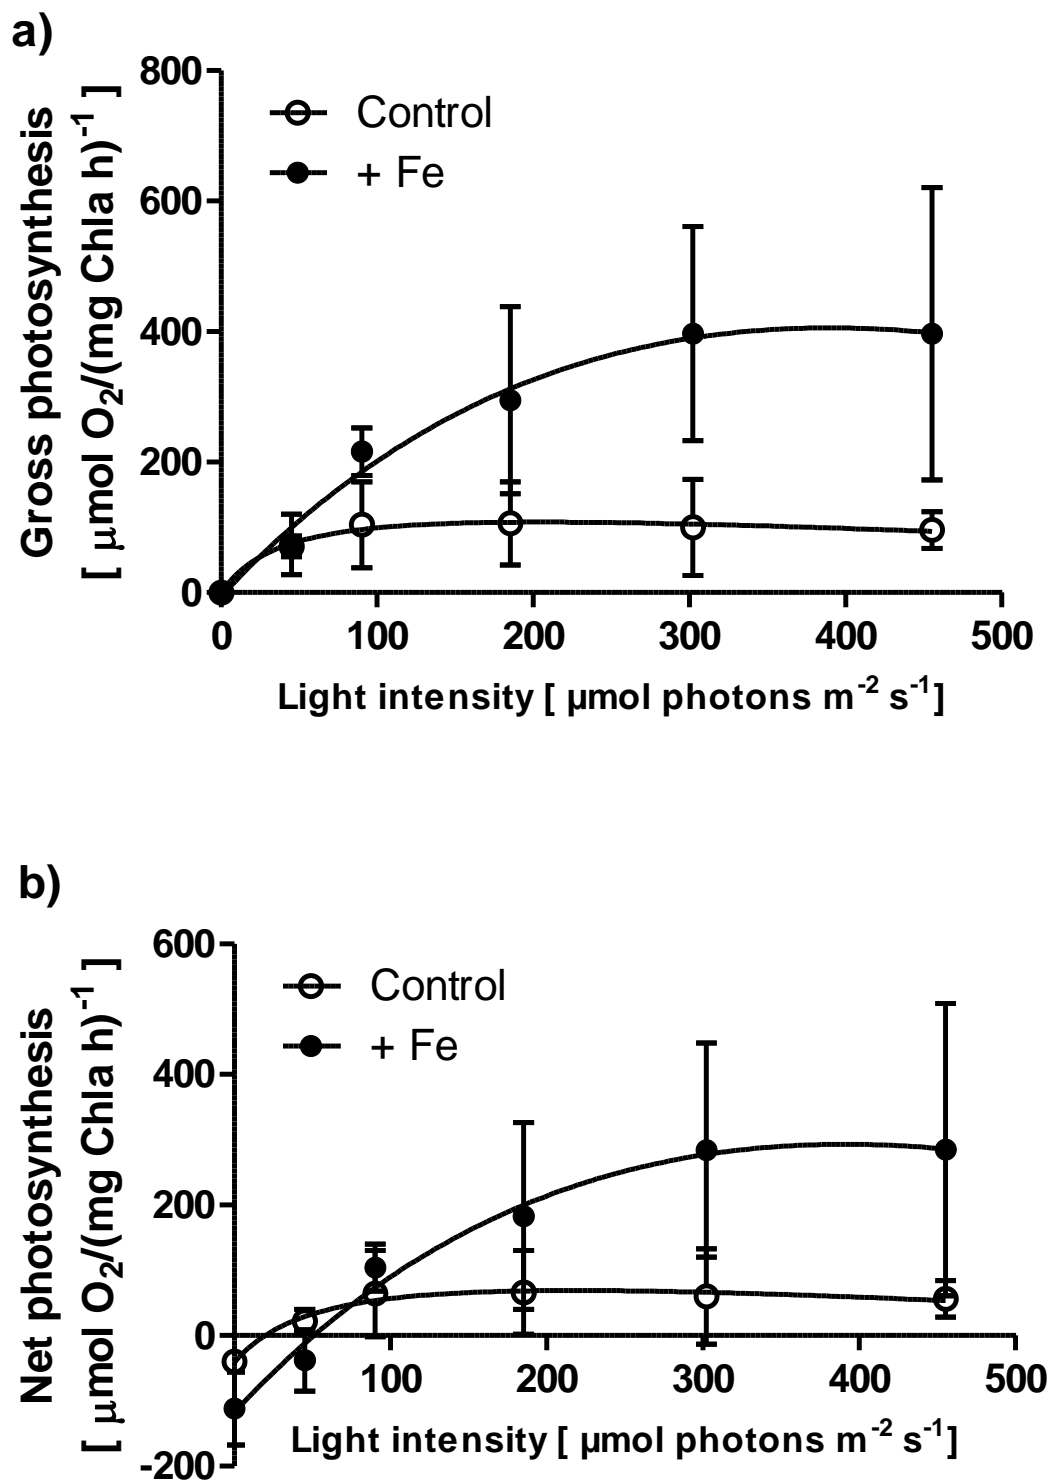 a)
Gross photosynthesis
[ μmol O2/(mg Chla h)-1 ]
800
600
400
200
0
Control
+ Fe
0 100 200 300 400 500
Light intensity [ μmol photons m-2 s-1]
b)
Net photosynthesis
[ μmol O2/(mg Chla h)-1 ]
600
400
200
0
-200
Control
+ Fe
100 200 300 400 500
Light intensity [ μmol photons m-2 s-1]